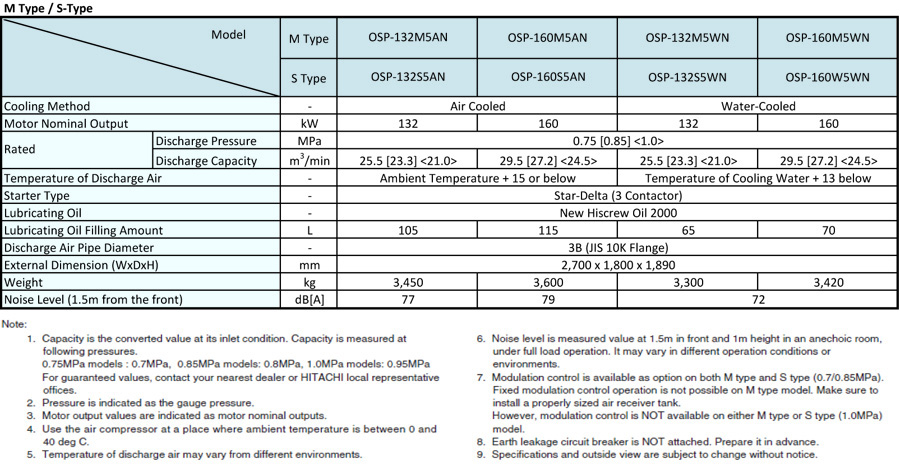 M Type / S-Type
Model M Type OSP-132M5AN OSP-160M5AN OSP-132M5WN OSP-160M5WN
S Type OSP-132S5AN OSP-160S5AN OSP-132S5WN OSP-160W5WN
Cooling Method - Air Cooled Water-Cooled
Motor Nominal Output kW 132 160 132 160
Rated Discharge Pressure MPa 0.75 [0.85] <1.0>
Discharge Capacity m³/min 25.5 [23.3] <21.0> 29.5 [27.2] <24.5> 25.5 [23.3] <21.0> 29.5 [27.2] <24.5>
Temperature of Discharge Air - Ambient Temperature + 15 or below Temperature of Cooling Water + 13 below
Starter Type - Star-Delta (3 Contactor)
Lubricating Oil - New Hiscrew Oil 2000
Lubricating Oil Filling Amount L 105 115 65 70
Discharge Air Pipe Diameter - 3B (JIS 10K Flange)
External Dimension (WxDxH) mm 2,700 x 1,800 x 1,890
Weight kg 3,450 3,600 3,300 3,420
Noise Level (1.5m from the front) dB[A] 77 79 72
Note:
1. Capacity is the converted value at its inlet condition. Capacity is measured at
following pressures.
0.75MPa models : 0.7MPa, 0.85MPa models: 0.8MPa, 1.0MPa models: 0.95MPa
For guaranteed values, contact your nearest dealer or HITACHI local representative
offices.
2. Pressure is indicated as the gauge pressure.
3. Motor output values are indicated as motor nominal outputs.
4. Use the air compressor at a place where ambient temperature is between 0 and
40 deg C.
5. Temperature of discharge air may vary from different environments.
6. Noise level is measured value at 1.5m in front and 1m height in an anechoic room,
under full load operation. It may vary in different operation conditions or
environments.
7. Modulation control is available as option on both M type and S type (0.7/0.85MPa).
Fixed modulation control operation is not possible on M type model. Make sure to
install a properly sized air receiver tank.
However, modulation control is NOT available on either M type or S type (1.0MPa)
model.
8. Earth leakage circuit breaker is NOT attached. Prepare it in advance.
9. Specifications and outside view are subject to change without notice.